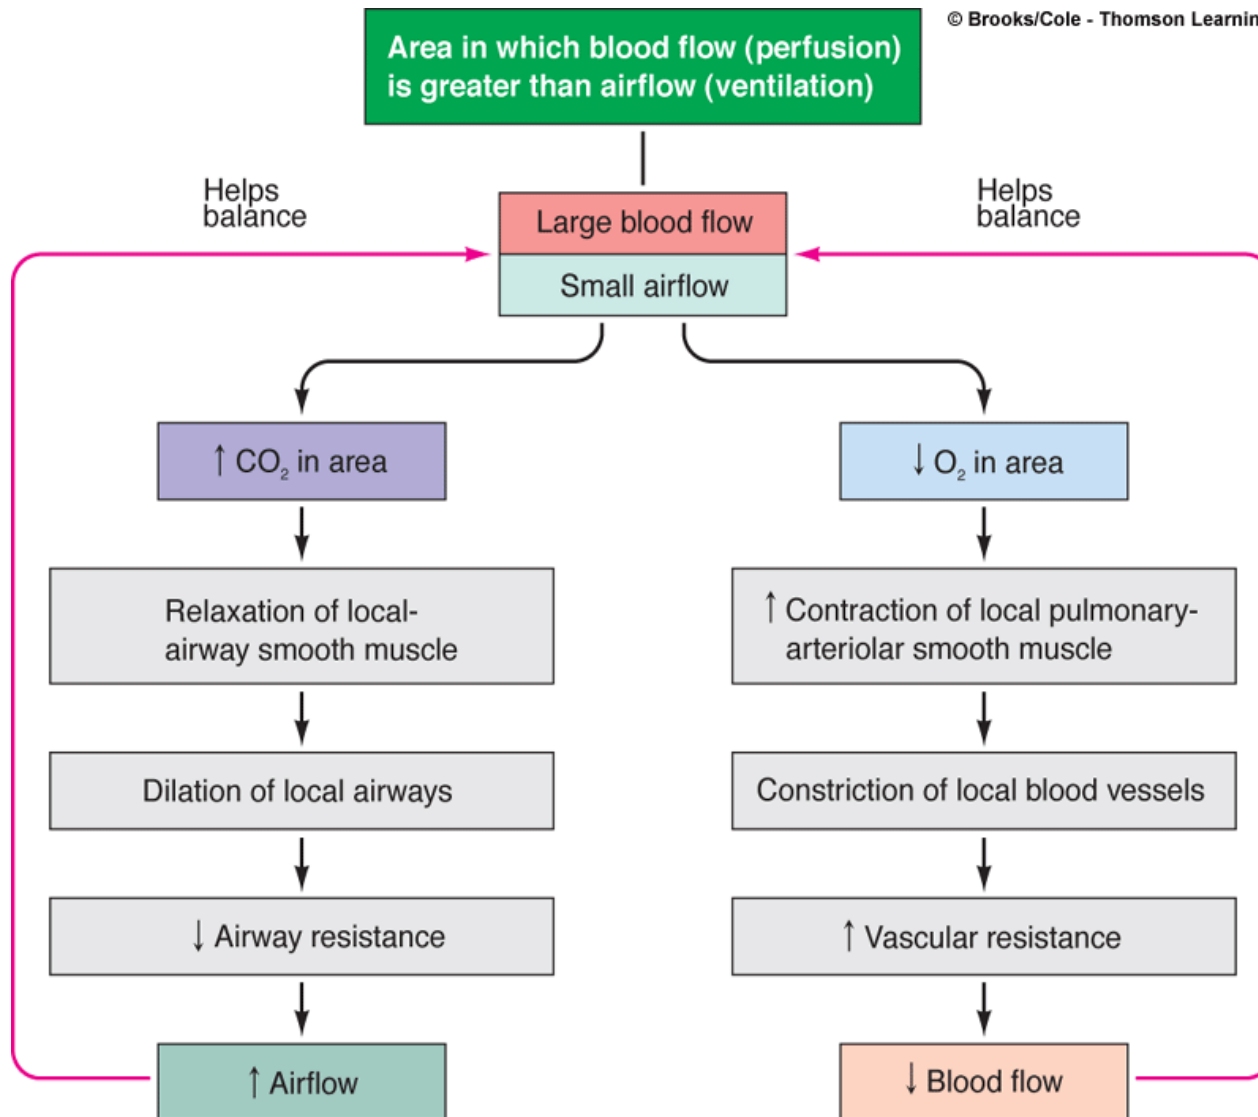 © Brooks/Cole - Thomson Learnin
Area in which blood flow (perfusion)
is greater than airflow (ventilation)
Helps
balance
Helps
balance
Large blood flow
Small airflow
↑ CO₂ in area
↓ O₂ in area
Relaxation of local-
airway smooth muscle
↑ Contraction of local pulmonary-
arteriolar smooth muscle
Dilation of local airways
Constriction of local blood vessels
↓ Airway resistance
↑ Vascular resistance
↑ Airflow
↓ Blood flow